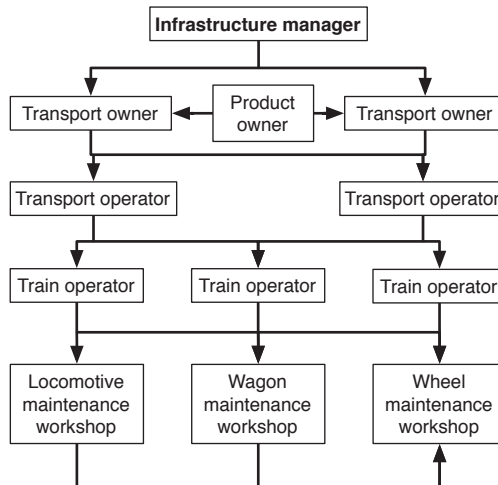 Infrastructure manager
Transport owner
Product
owner
Transport owner
Transport operator
Transport operator
Train operator
Train operator
Train operator
Locomotive
maintenance
workshop
Wagon
maintenance
workshop
Wheel
maintenance
workshop